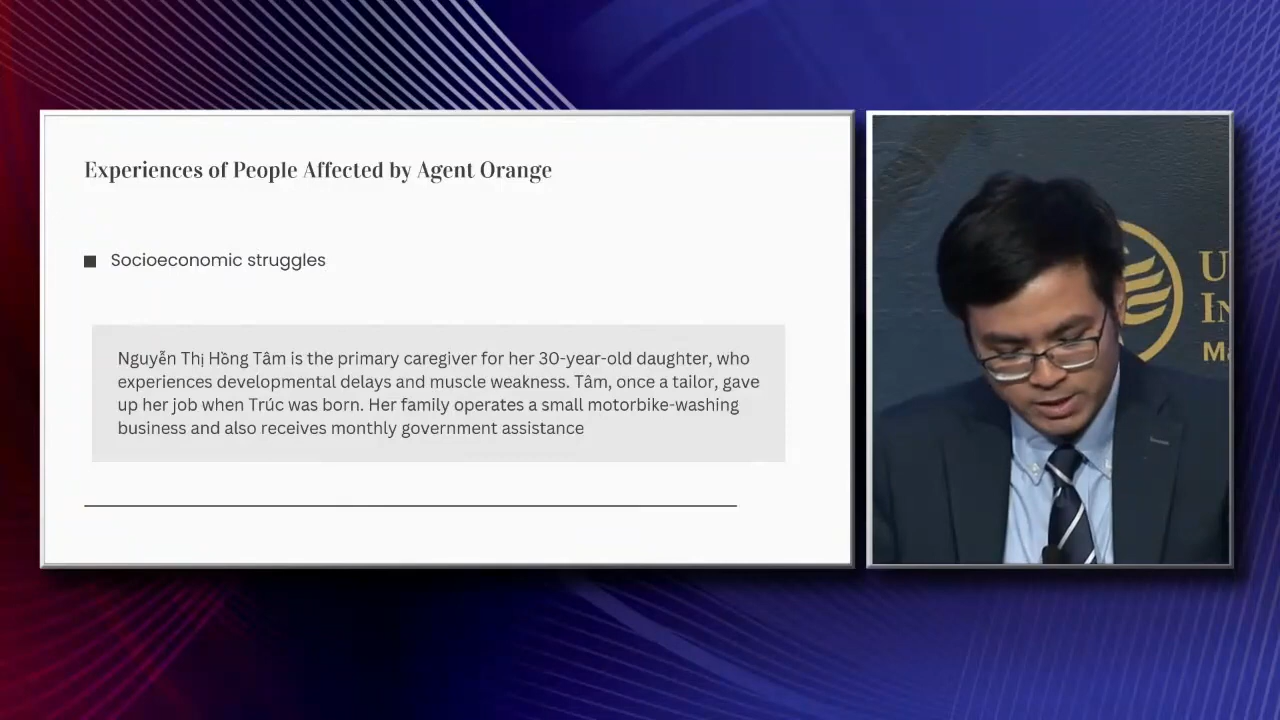 Experiences of People Affected by Agent Orange
Socioeconomic struggles
Nguyễn Thị Hồng Tâm is the primary caregiver for her 30-year-old daughter, who
experiences developmental delays and muscle weakness. Tâm, once a tailor, gave
up her job when Trúc was born. Her family operates a small motorbike-washing
business and also receives monthly government assistance
U
In
Ma